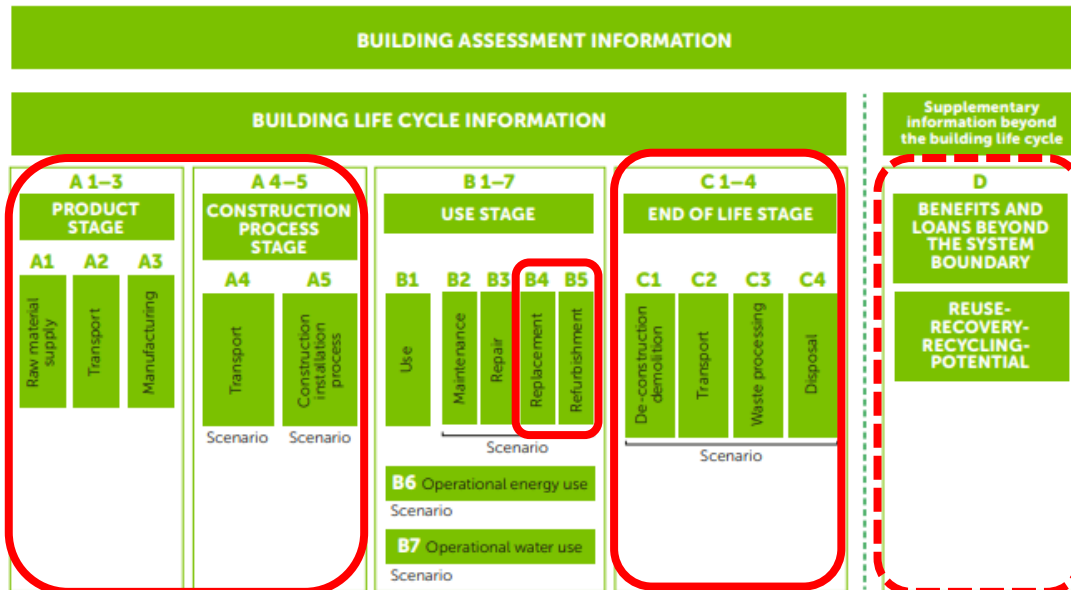 BUILDING ASSESSMENT INFORMATION
BUILDING LIFE CYCLE INFORMATION
Supplementary
information beyond
the building life cycle
A 1–3
PRODUCT
STAGE
A1
A2
A3
Raw material
supply
Transport
Manufacturing
A 4–5
CONSTRUCTION
PROCESS
STAGE
A4
A5
Transport
Construction
installation
process
Scenario
Scenario
B 1–7
USE STAGE
B1
B2
B3
B4
B5
Use
Maintenance
Repair
Replacement
Refurbishment
Scenario
B6 Operational energy use
Scenario
B7 Operational water use
Scenario
C 1–4
END OF LIFE STAGE
C1
C2
C3
C4
De-construction
demolition
Transport
Waste processing
Disposal
Scenario
D
BENEFITS AND
LOANS BEYOND
THE SYSTEM
BOUNDARY
REUSE-
RECOVERY-
RECYCLING-
POTENTIAL